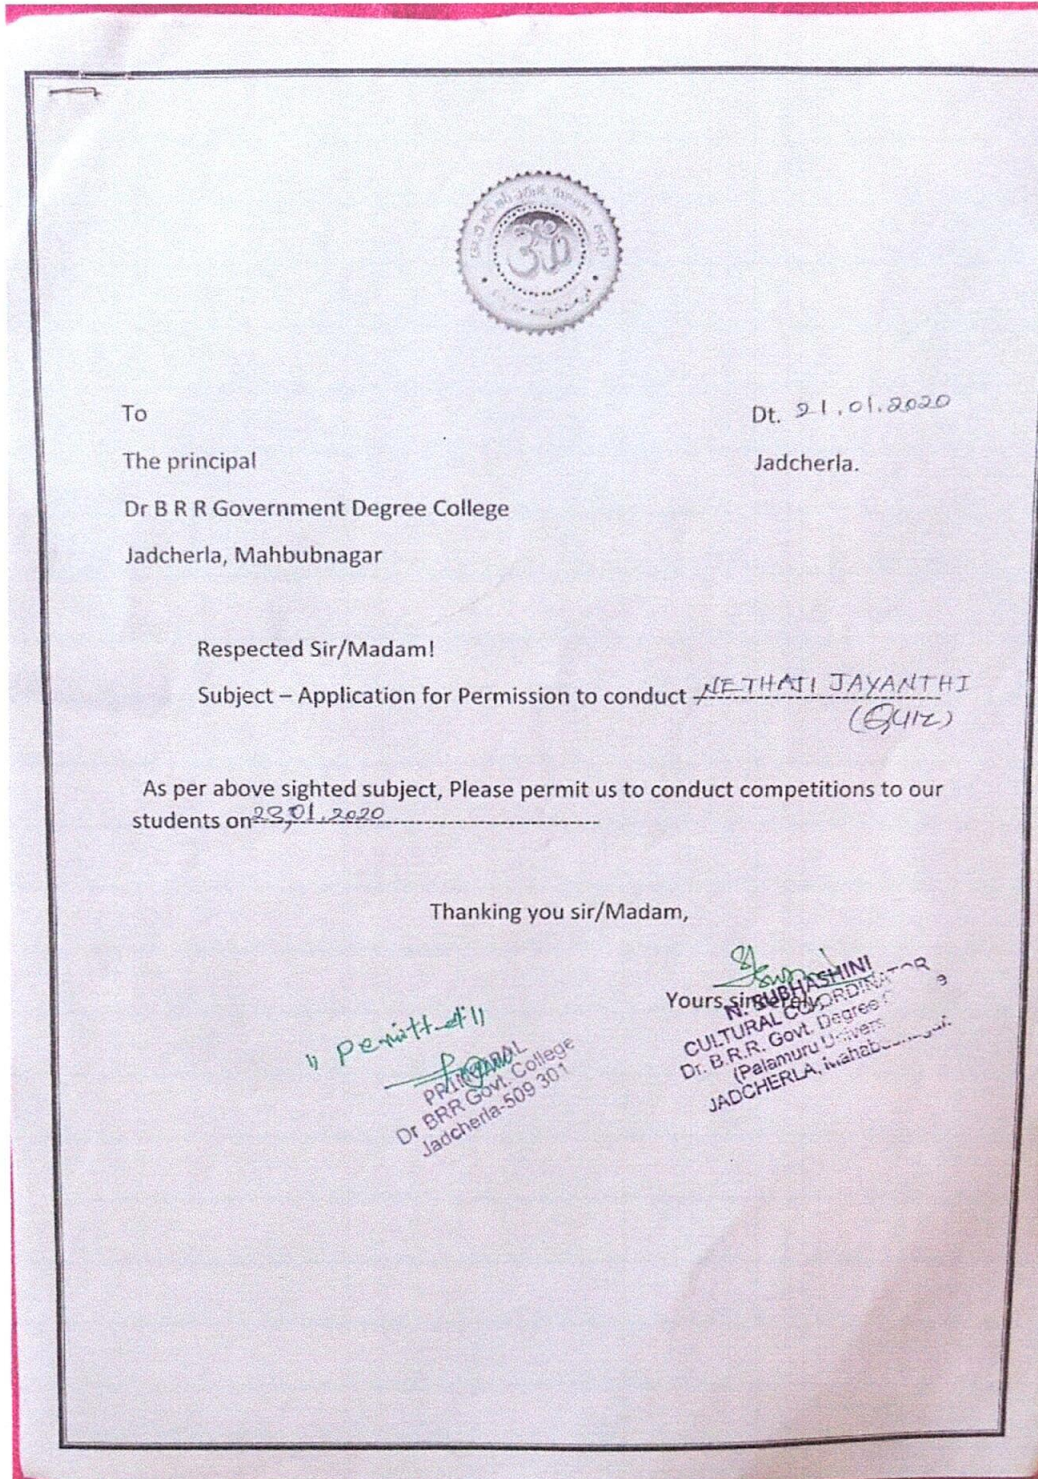 To
Dt. 21.01.2020
The principal
Jadcherla.
Dr B R R Government Degree College
Jadcherla, Mahbubnagar
Respected Sir/Madam!
Subject – Application for Permission to conduct NETHAJI JAYANTHI
(QUIZ)
As per above sighted subject, Please permit us to conduct competitions to our
students on 23,01.2020
Thanking you sir/Madam,
Yours sincerely,
N. SUBHASHINI
CULTURAL COORDINATOR
Dr. B.R.R. Govt. Degree
(Palamuru
JADCHERLA,
"Permitted"
PRINCIPAL
Dr BRR Govt. College
Jadcherla-509 301